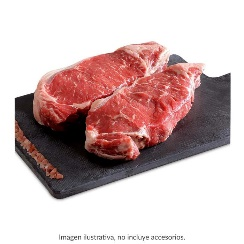 Imagen ilustrativa, no incluye accesorios.